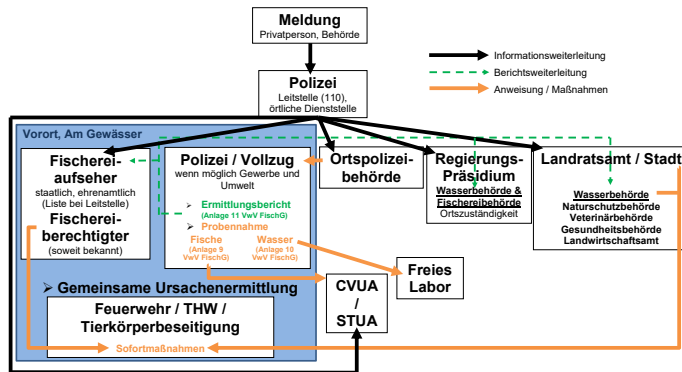 Meldung
Privatperson, Behörde
Informationsweiterleitung
Berichtsweiterleitung
Anweisung / Maßnahmen
Polizei
Leitstelle (110),
örtliche Dienststelle
Vorort, Am Gewässer
Fischerei-
aufseher
staatlich, ehrenamtlich
(Liste bei Leitstelle)
Fischerei-
berechtigter
(soweit bekannt)
Polizei / Vollzug
wenn möglich Gewerbe und
Umwelt
➢ Ermittlungsbericht
(Anlage 11 VwV FischG)
➢ Probennahme
Fische
(Anlage 9
VwV FischG)
Wasser
(Anlage 10
VwV FischG)
Ortspolizei-
behörde
Regierungs-
Präsidium
Wasserbehörde &
Fischereibehörde
Ortszuständigkeit
Landratsamt / Stadt
Wasserbehörde
Naturschutzbehörde
Veterinärbehörde
Gesundheitsbehörde
Landwirtschaftsamt
➢ Gemeinsame Ursachenermittlung
Feuerwehr / THW /
Tierkörperbeseitigung
Sofortmaßnahmen
CVUA
/
STUA
Freies
Labor